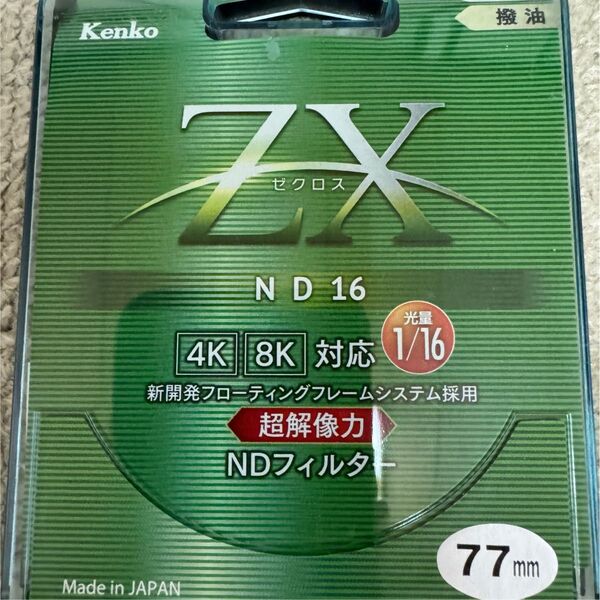 Kenko
撥油
ZX
ゼクロス
ND 16
4K 8K 対応
光量
1/16
新開発フローティングフレームシステム採用
超解像力
NDフィルター
77mm
Made in JAPAN